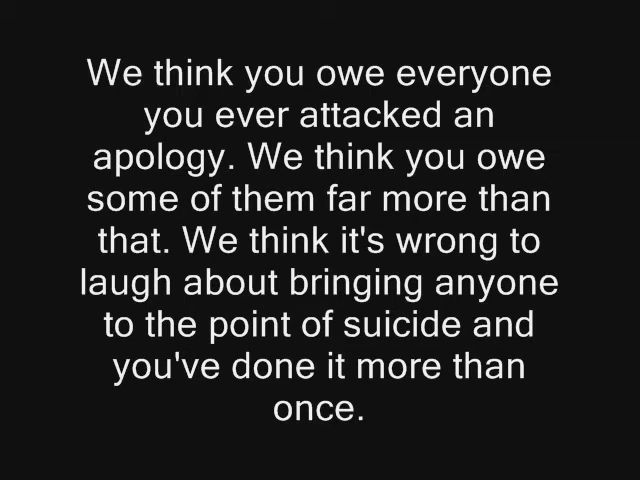 We think you owe everyone
you ever attacked an
apology. We think you owe
some of them far more than
that. We think it's wrong to
laugh about bringing anyone
to the point of suicide and
you've done it more than
once.